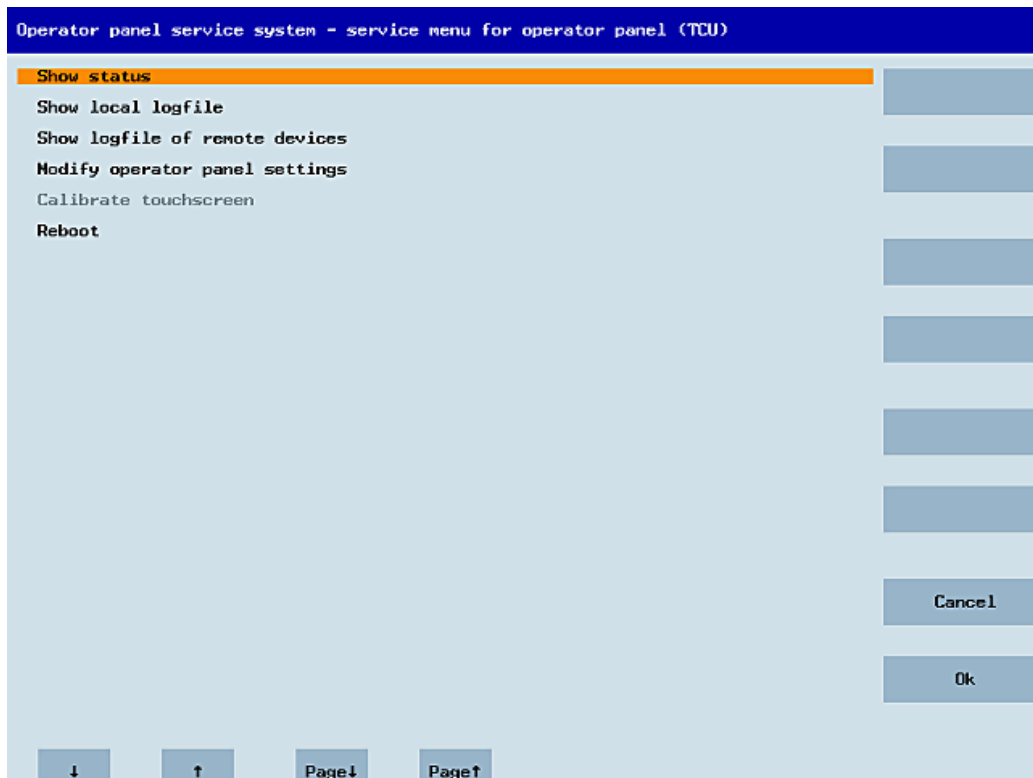 Operator panel service system - service menu for operator panel (TCU)
Show status
Show local logfile
Show logfile of remote devices
Modify operator panel settings
Calibrate touchscreen
Reboot
Cancel
Ok
↓ ↑ Page↓ Page↑